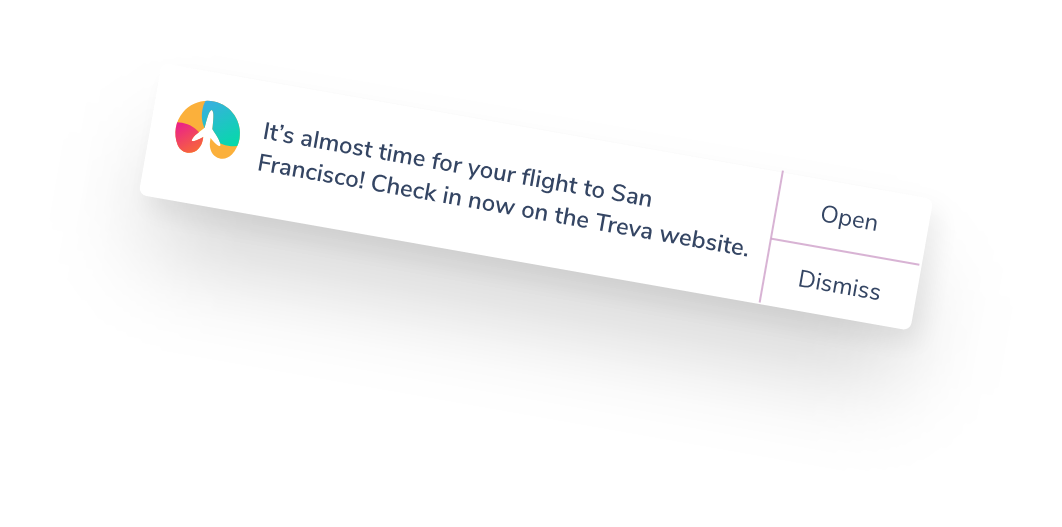 It’s almost time for your flight to San
Francisco! Check in now on the Treva website.
Open
Dismiss